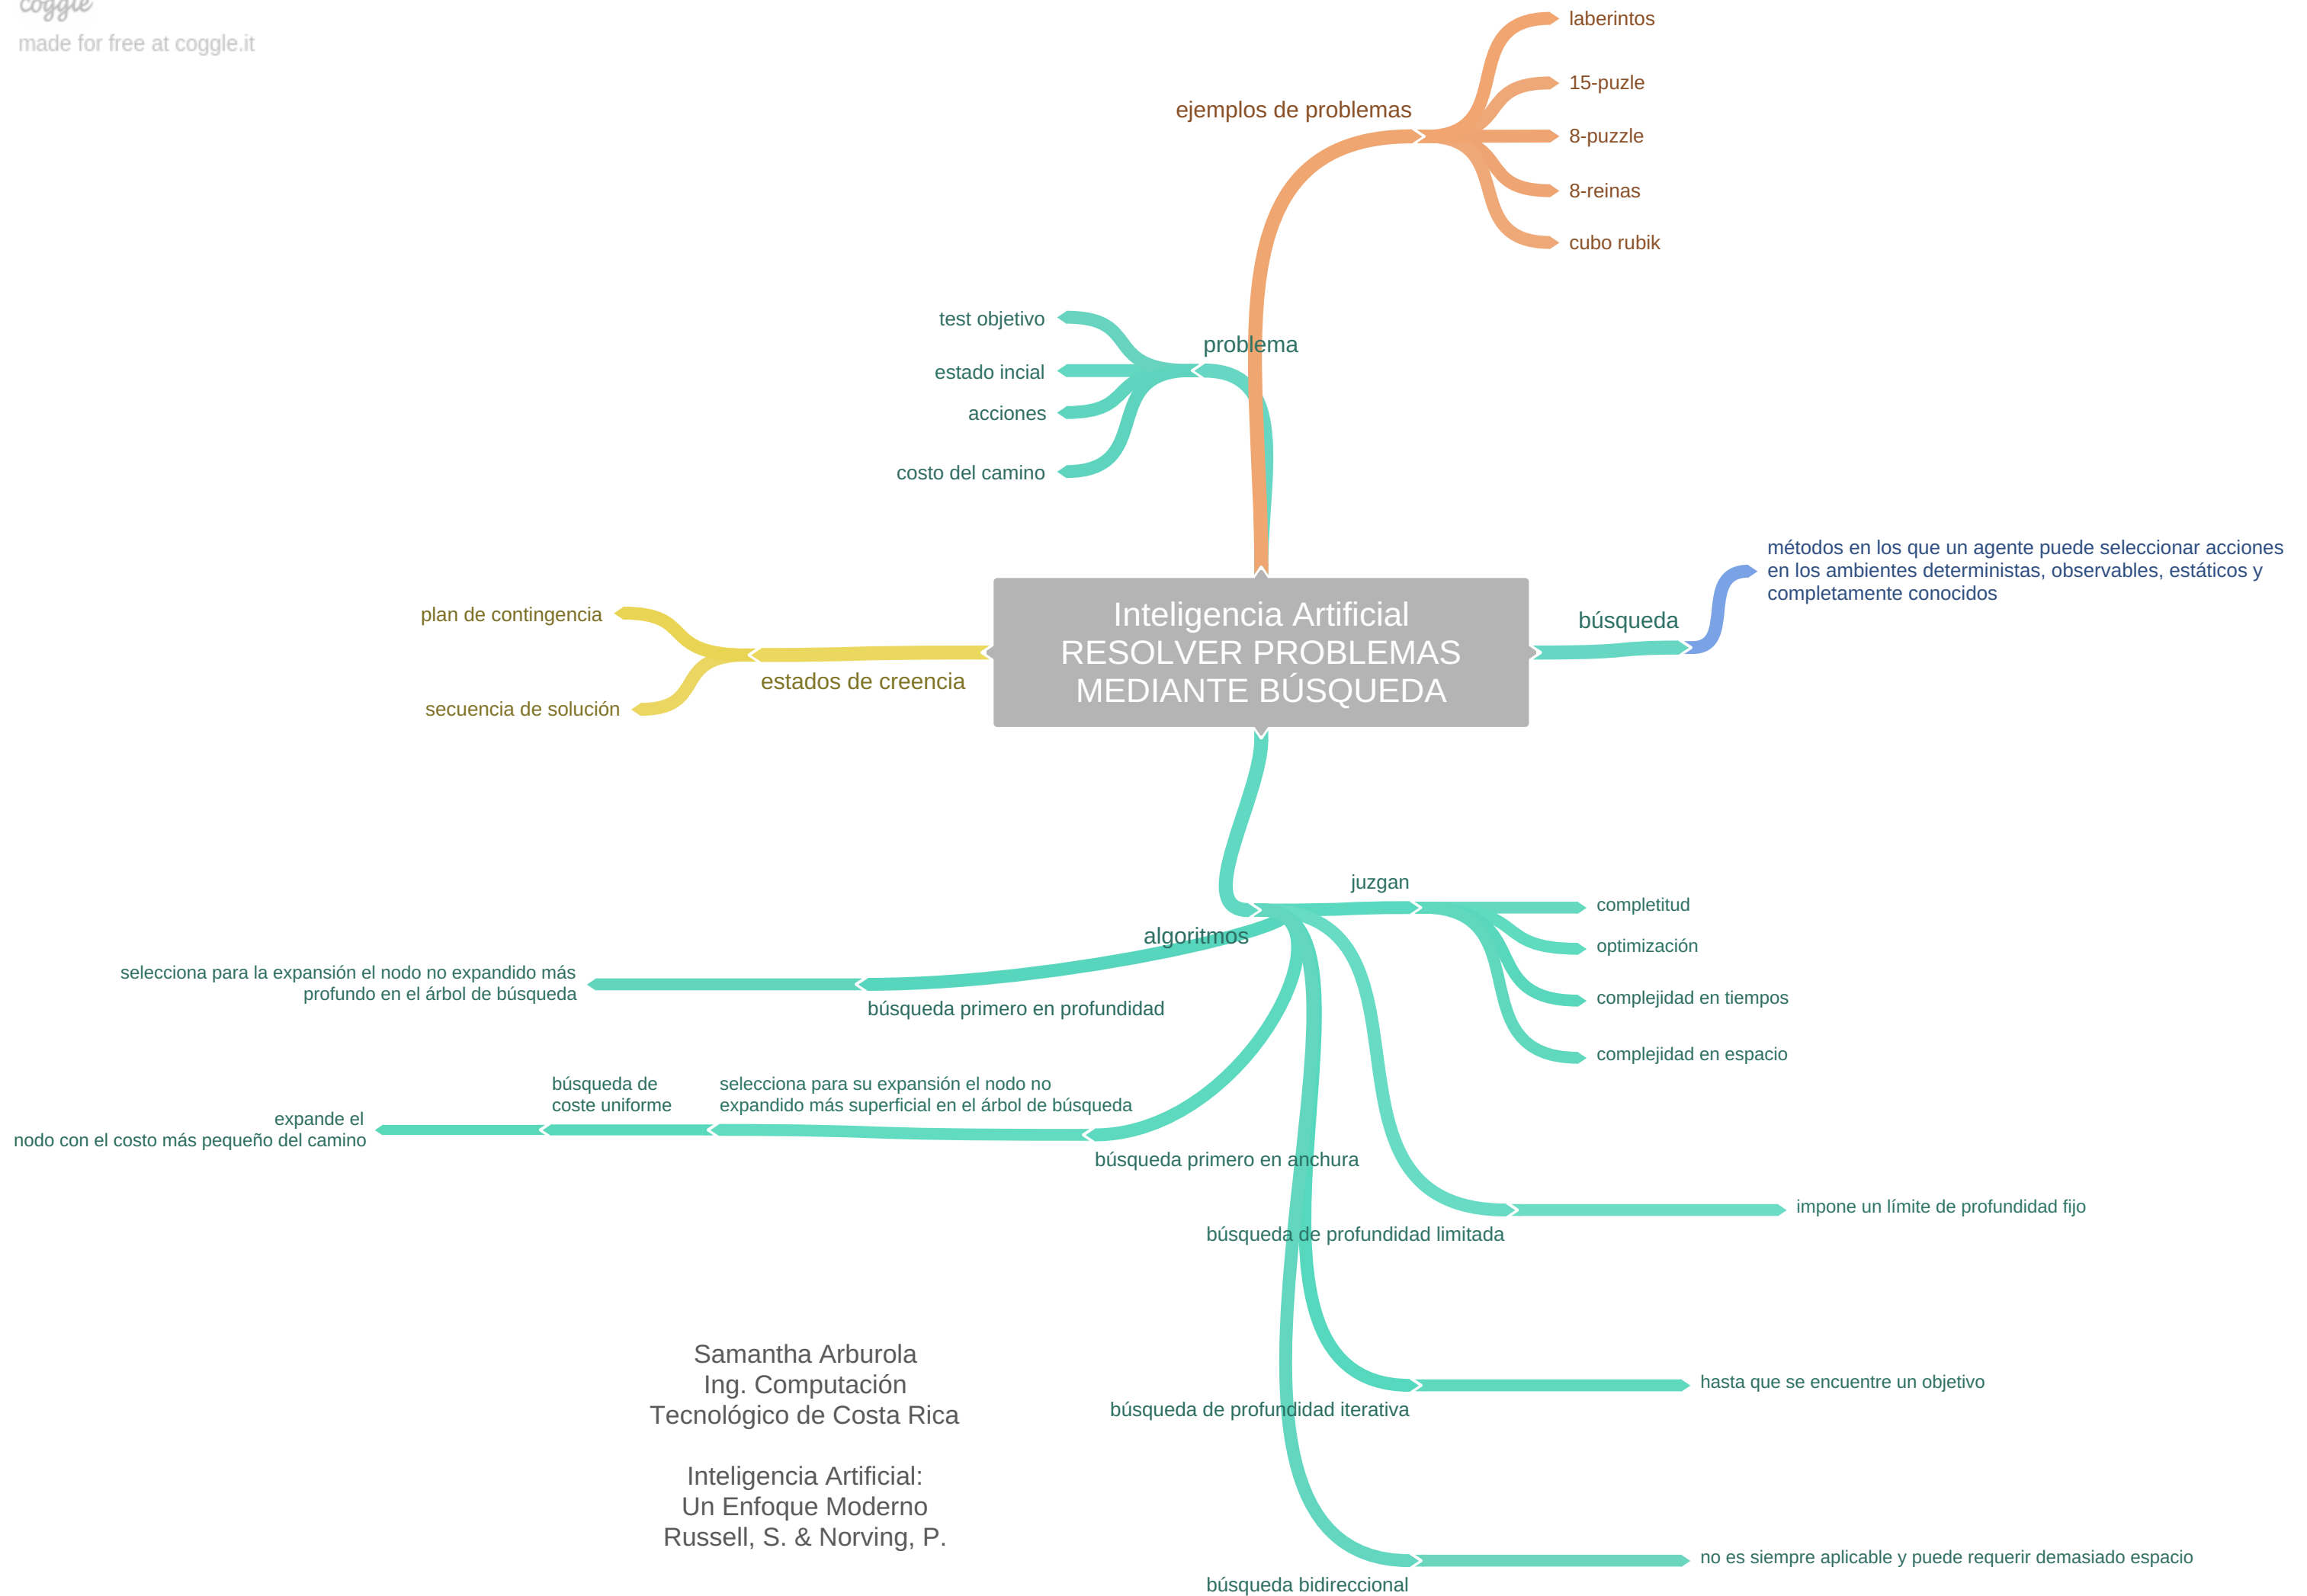 coggle
made for free at coggle.it
laberintos
15-puzle
8-puzzle
8-reinas
cubo rubik
ejemplos de problemas
problema
test objetivo
estado incial
acciones
costo del camino
métodos en los que un agente puede seleccionar acciones
en los ambientes deterministas, observables, estáticos y
completamente conocidos
búsqueda
Inteligencia Artificial
RESOLVER PROBLEMAS
MEDIANTE BÚSQUEDA
plan de contingencia
estados de creencia
secuencia de solución
juzgan
completitud
optimización
complejidad en tiempos
complejidad en espacio
algoritmos
selecciona para la expansión el nodo no expandido más
profundo en el árbol de búsqueda
búsqueda primero en profundidad
búsqueda de
coste uniforme
selecciona para su expansión el nodo no
expandido más superficial en el árbol de búsqueda
expande el
nodo con el costo más pequeño del camino
búsqueda primero en anchura
impone un límite de profundidad fijo
búsqueda de profundidad limitada
hasta que se encuentre un objetivo
búsqueda de profundidad iterativa
no es siempre aplicable y puede requerir demasiado espacio
búsqueda bidireccional
Samantha Arburola
Ing. Computación
Tecnológico de Costa Rica
Inteligencia Artificial:
Un Enfoque Moderno
Russell, S. & Norving, P.